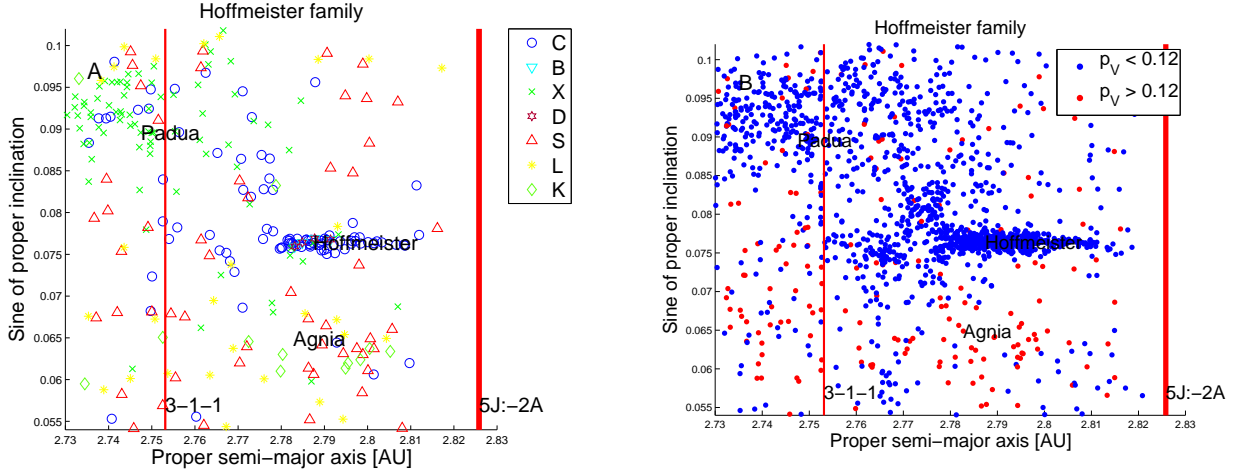 Hoffmeister family
A
Padua
Hoffmeister
Agnia
3−1−1
5J:−2A
0.1
0.095
0.09
0.085
0.08
0.075
0.07
0.065
0.06
0.055
2.73 2.74 2.75 2.76 2.77 2.78 2.79 2.8 2.81 2.82 2.83
Sine of proper inclination
Proper semi−major axis [AU]
C
B
X
D
S
L
K
Hoffmeister family
B
Padua
Hoffmeister
Agnia
3−1−1
5J:−2A
p_V < 0.12
p_V > 0.12
0.1
0.095
0.09
0.085
0.08
0.075
0.07
0.065
0.06
0.055
2.73 2.74 2.75 2.76 2.77 2.78 2.79 2.8 2.81 2.82 2.83
Sine of proper inclination
Proper semi−major axis [AU]